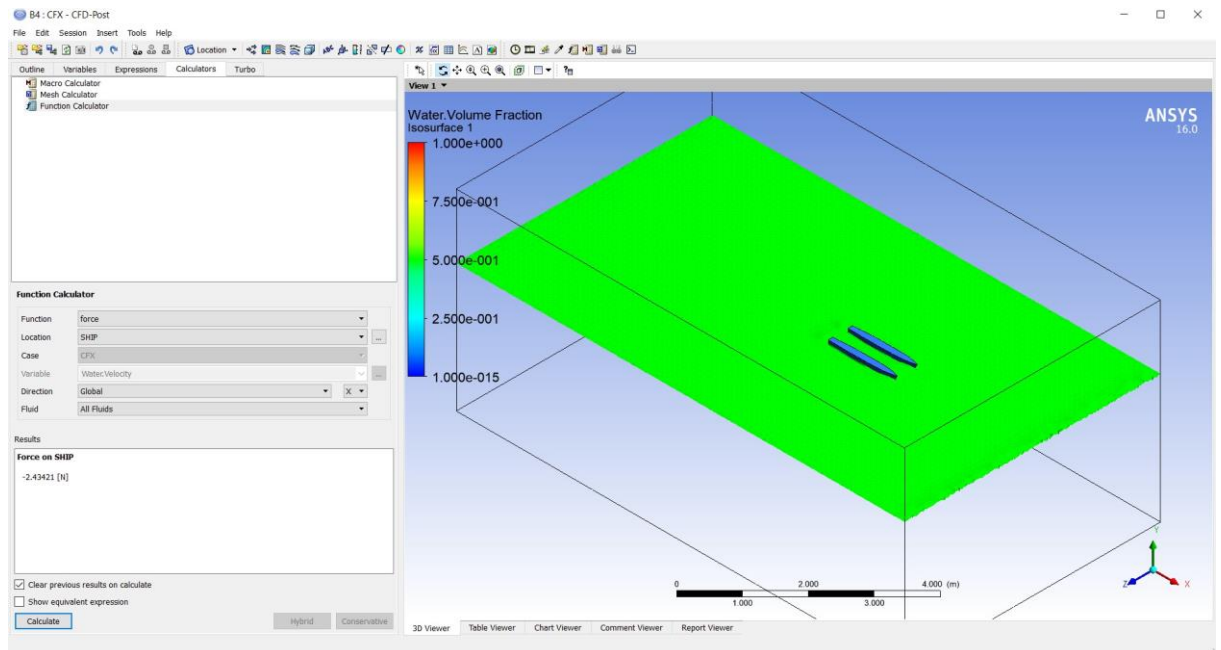 B4 : CFX - CFD-Post
File Edit Session Insert Tools Help
Location
Outline Variables Expressions Calculators Turbo
Macro Calculator
Mesh Calculator
Function Calculator
Function Calculator
Function force
Location SHIP ...
Case CFX
Variable Water.Velocity ...
Direction Global X
Fluid All Fluids
Results
Force on SHIP
-2.43421 [N]
Clear previous results on calculate
Show equivalent expression
Calculate Hybrid Conservative
View 1
Water.Volume Fraction
Isosurface 1
1.000e+000
7.500e-001
5.000e-001
2.500e-001
1.000e-015
ANSYS
16.0
0 2.000 4.000 (m)
1.000 3.000
Y
Z X
3D Viewer Table Viewer Chart Viewer Comment Viewer Report Viewer